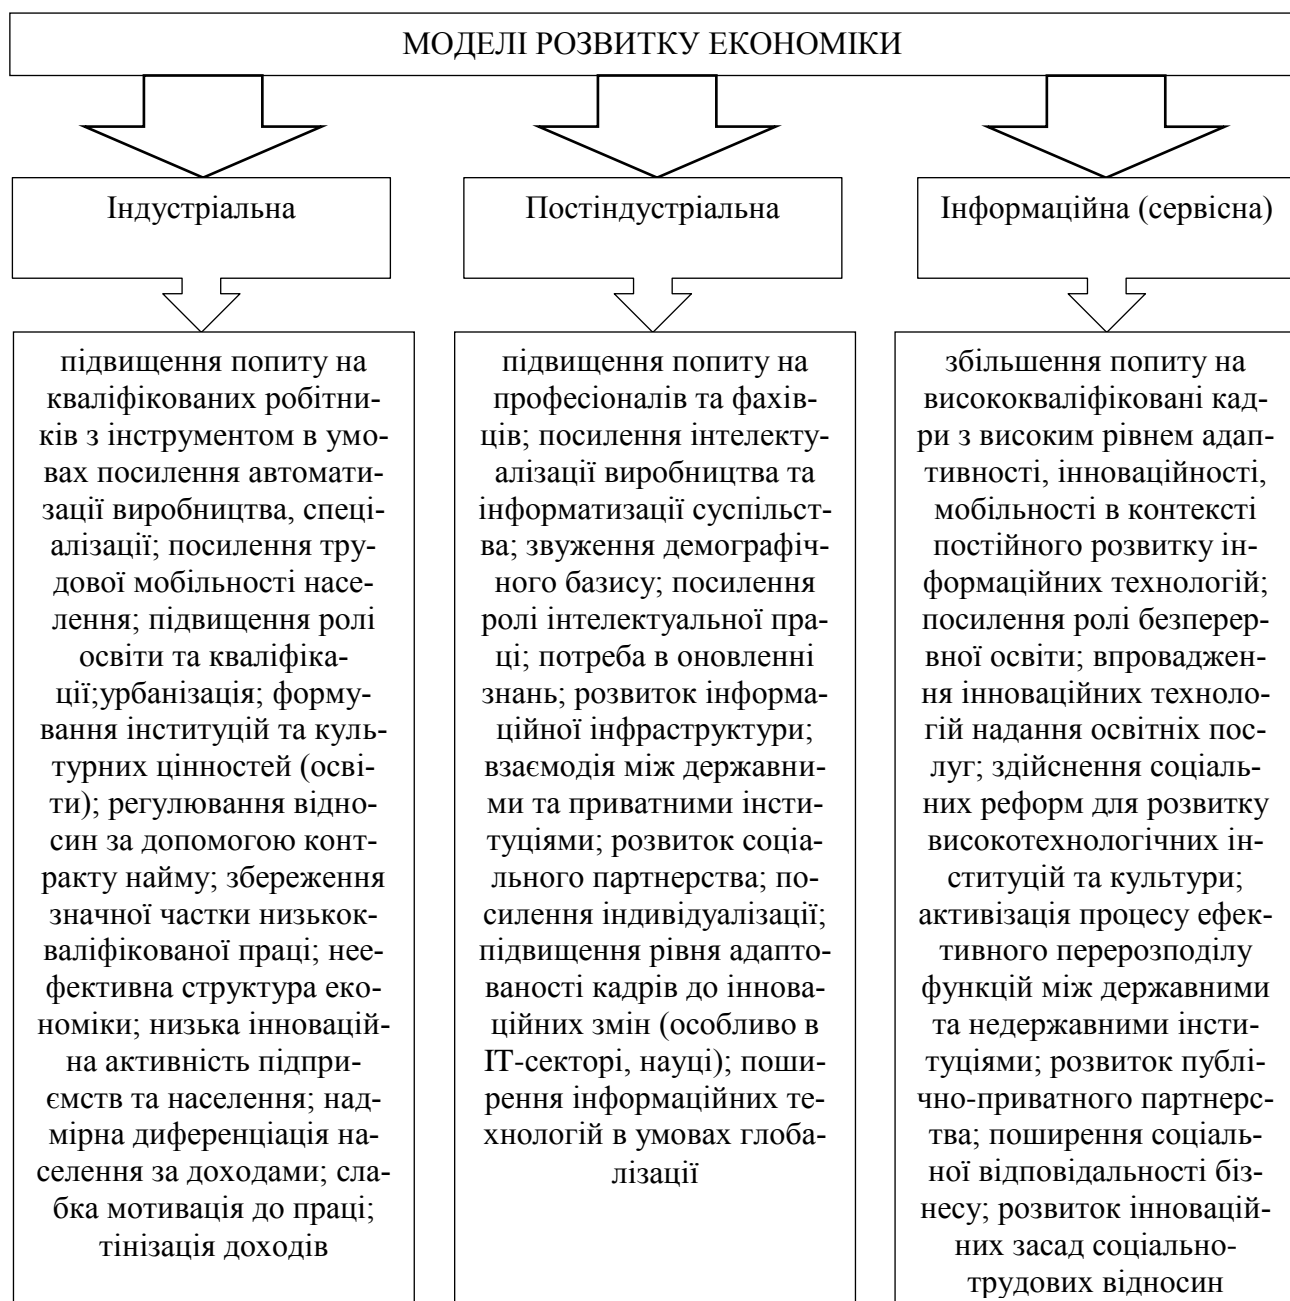 МОДЕЛІ РОЗВИТКУ ЕКОНОМІКИ
Індустріальна
підвищення попиту на
кваліфікованих робітни-
ків з інструментом в умо-
вах посилення автомати-
зації виробництва, спеці-
алізації; посилення тру-
дової мобільності насе-
лення; підвищення ролі
освіти та кваліфіка-
ції;урбанізація; форму-
вання інституцій та куль-
турних цінностей (осві-
ти); регулювання відно-
син за допомогою конт-
ракту найму; збереження
значної частки низькок-
валіфікованої праці; нее-
фективна структура еко-
номіки; низька інновацій-
на активність підпри-
ємств та населення; над-
мірна диференціація на-
селення за доходами; сла-
бка мотивація до праці;
тінізація доходів
Постіндустріальна
підвищення попиту на
професіоналів та фахів-
ців; посилення інтелекту-
алізації виробництва та
інформатизації суспільст-
ва; звуження демографіч-
ного базису; посилення
ролі інтелектуальної пра-
ці; потреба в оновленні
знань; розвиток інформа-
ційної інфраструктури;
взаємодія між державни-
ми та приватними інсти-
туціями; розвиток соціа-
льного партнерства; по-
силення індивідуалізації;
підвищення рівня адапто-
ваності кадрів до іннова-
ційних змін (особливо в
ІТ-секторі, науці); поши-
рення інформаційних те-
хнологій в умовах глоба-
лізації
Інформаційна (сервісна)
збільшення попиту на
висококваліфіковані кад-
ри з високим рівнем адап-
тивності, інноваційності,
мобільності в контексті
постійного розвитку ін-
формаційних технологій;
посилення ролі безперер-
вної освіти; впроваджен-
ня інноваційних техноло-
гій надання освітніх пос-
луг; здійснення соціаль-
них реформ для розвитку
високотехнологічних ін-
ституцій та культури;
активізація процесу ефек-
тивного перерозподілу
функцій між державними
та недержавними інсти-
туціями; розвиток публі-
чно-приватного партнерс-
тва; поширення соціаль-
ної відповідальності біз-
несу; розвиток інновацій-
них засад соціально-
трудових відносин